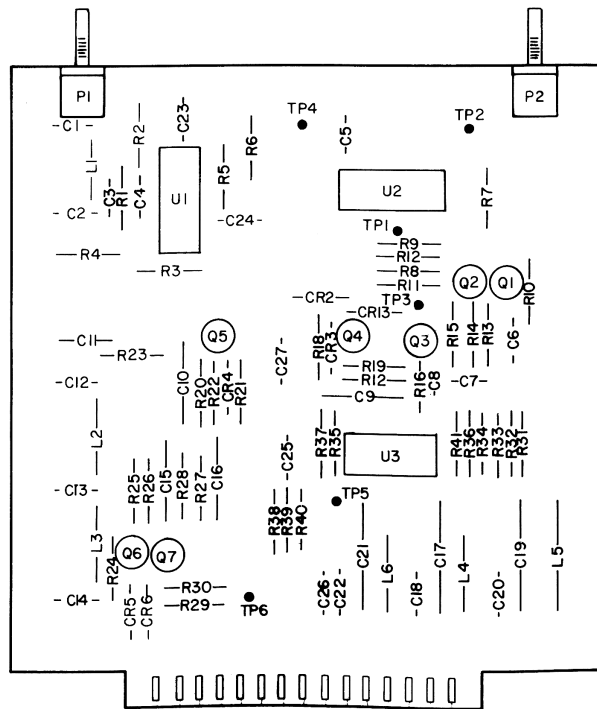 P1
P2
C1
R2
C23
TP4
C5
TP2
L1
R6
R5
C3
R1
C4
U1
U2
R7
C2
C24
TP1
R9
R12
R4
R8
R3
R11
Q2
Q1
R10
CR2
TP3
CR13
C11
R23
Q5
R18
CR3
Q4
Q3
R15
R14
R13
C6
C27
C12
C10
R20
R22
CR4
R21
R19
R12
C9
R16
C8
C7
L2
R37
R35
U3
R41
R36
R34
R33
R32
R31
C13
R25
R26
C15
R28
R27
C16
C25
TP5
R38
R39
R40
L3
R24
Q6
Q7
C21
L6
C17
L4
C19
L5
C14
CR5
CR6
R30
R29
TP6
C26
C22
C18
C20